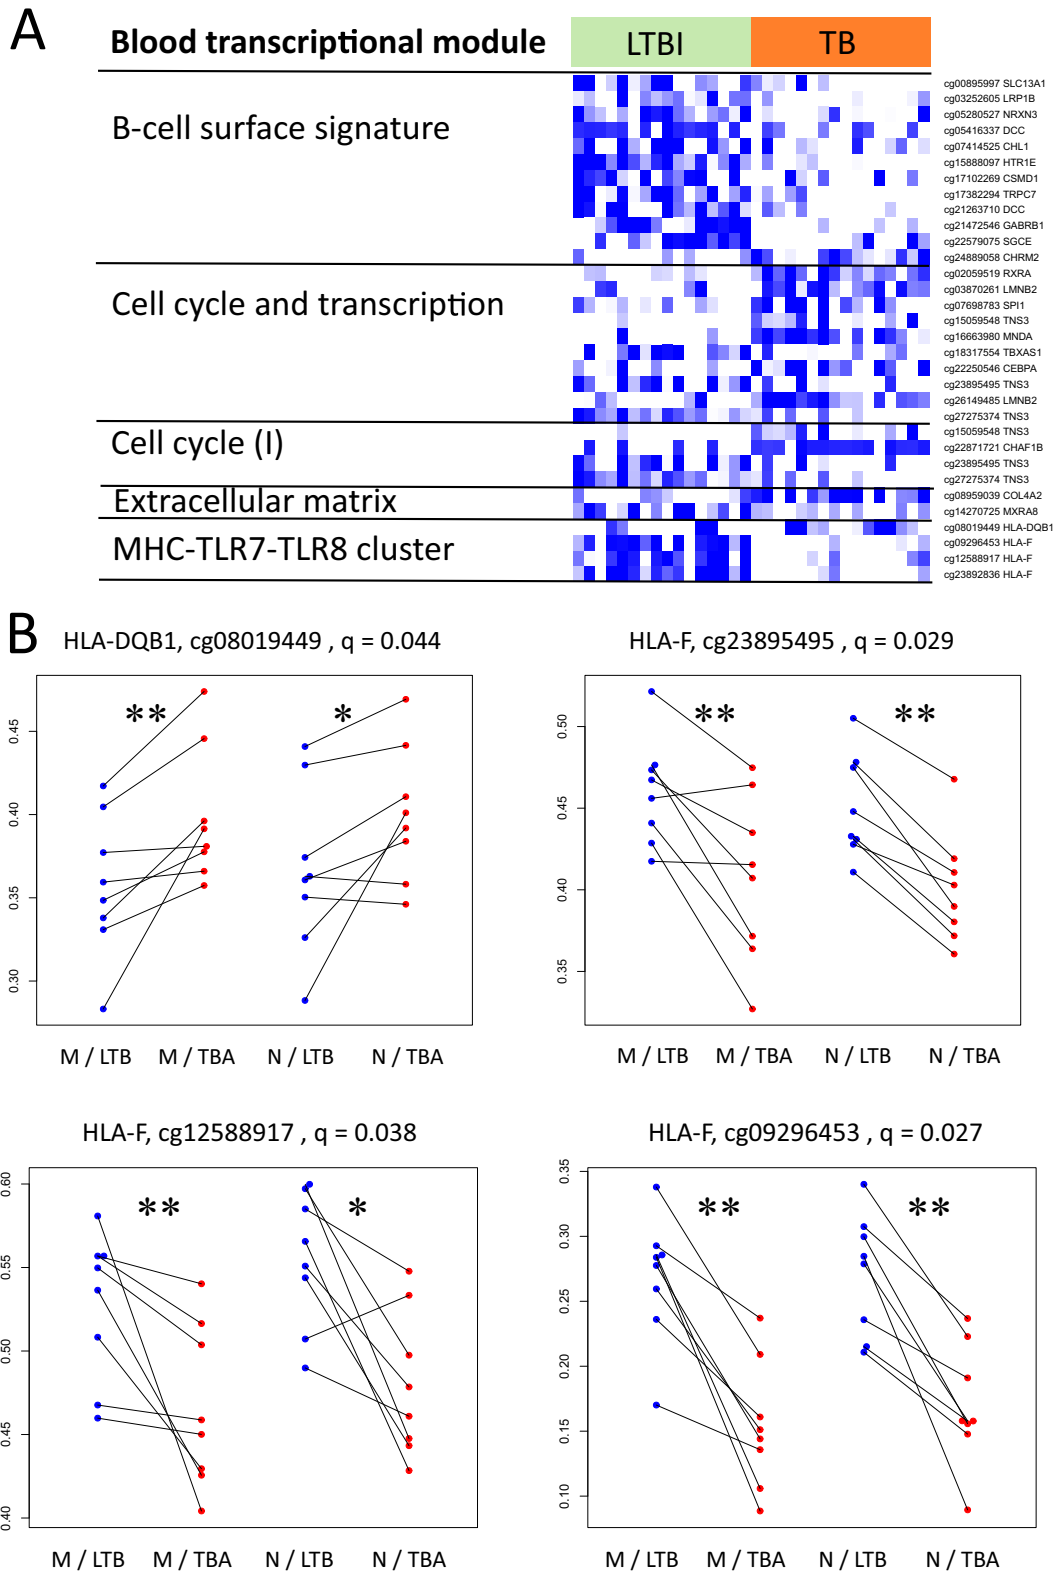 A
Blood transcriptional module
LTBI
TB
B-cell surface signature
cg00895997 SLC13A1
cg03252605 LRP1B
cg05280527 NRXN3
cg05416337 DCC
cg07414525 CHL1
cg15888097 HTR1E
cg17102269 CSMD1
cg17382294 TRPC7
cg21263710 DCC
cg21472546 GABRB1
cg22579075 SGCE
cg24889058 CHRM2
Cell cycle and transcription
cg02059519 RXRA
cg03870261 LMNB2
cg07698783 SPI1
cg15059548 TNS3
cg16663980 MNDA
cg18317554 TBXAS1
cg22250546 CEBPA
cg23895495 TNS3
cg26149485 LMNB2
cg27275374 TNS3
Cell cycle (I)
cg15059548 TNS3
cg22871721 CHAF1B
cg23895495 TNS3
cg27275374 TNS3
Extracellular matrix
cg08959039 COL4A2
cg14270725 MXRA8
MHC-TLR7-TLR8 cluster
cg08019449 HLA-DQB1
cg09296453 HLA-F
cg12588917 HLA-F
cg23892836 HLA-F
B
HLA-DQB1, cg08019449 , q = 0.044
** *
0.45
0.40
0.35
0.30
M / LTB M / TBA N / LTB N / TBA
HLA-F, cg23895495 , q = 0.029
** **
0.50
0.45
0.40
0.35
M / LTB M / TBA N / LTB N / TBA
HLA-F, cg12588917 , q = 0.038
** *
0.60
0.55
0.50
0.45
0.40
M / LTB M / TBA N / LTB N / TBA
HLA-F, cg09296453 , q = 0.027
** **
0.35
0.30
0.25
0.20
0.15
0.10
M / LTB M / TBA N / LTB N / TBA